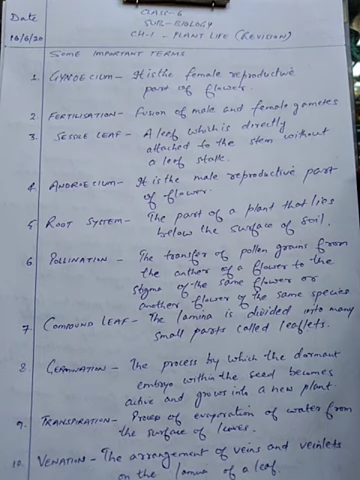 Date
CLASS-6
SUB-BIOLOGY
16/6/20
CH-1 - PLANT LIFE (REVISION)
SOME IMPORTANT TERMS
1. GYNOECIUM - It is the female reproductive
part of flower.
2. FERTILISATION - Fusion of male and female gametes
3. SESSILE LEAF - A leaf which is directly
attached to the stem without
a leaf stalk.
4. ANDROECIUM - It is the male reproductive part
of flower.
5. ROOT SYSTEM - The part of a plant that lies
below the surface of soil.
6. POLLINATION - The transfer of pollen grains from
the anther of a flower to the
stigma of the same flower or
another flower of the same species
7. COMPOUND LEAF - The lamina is divided into many
small parts called leaflets.
8. GERMINATION - The process by which the dormant
embryo within the seed becomes
active and grows into a new plant.
9. TRANSPIRATION - Process of evaporation of water from
the surface of leaves.
10. VENATION - The arrangement of veins and veinlets
on the lamina of a leaf.